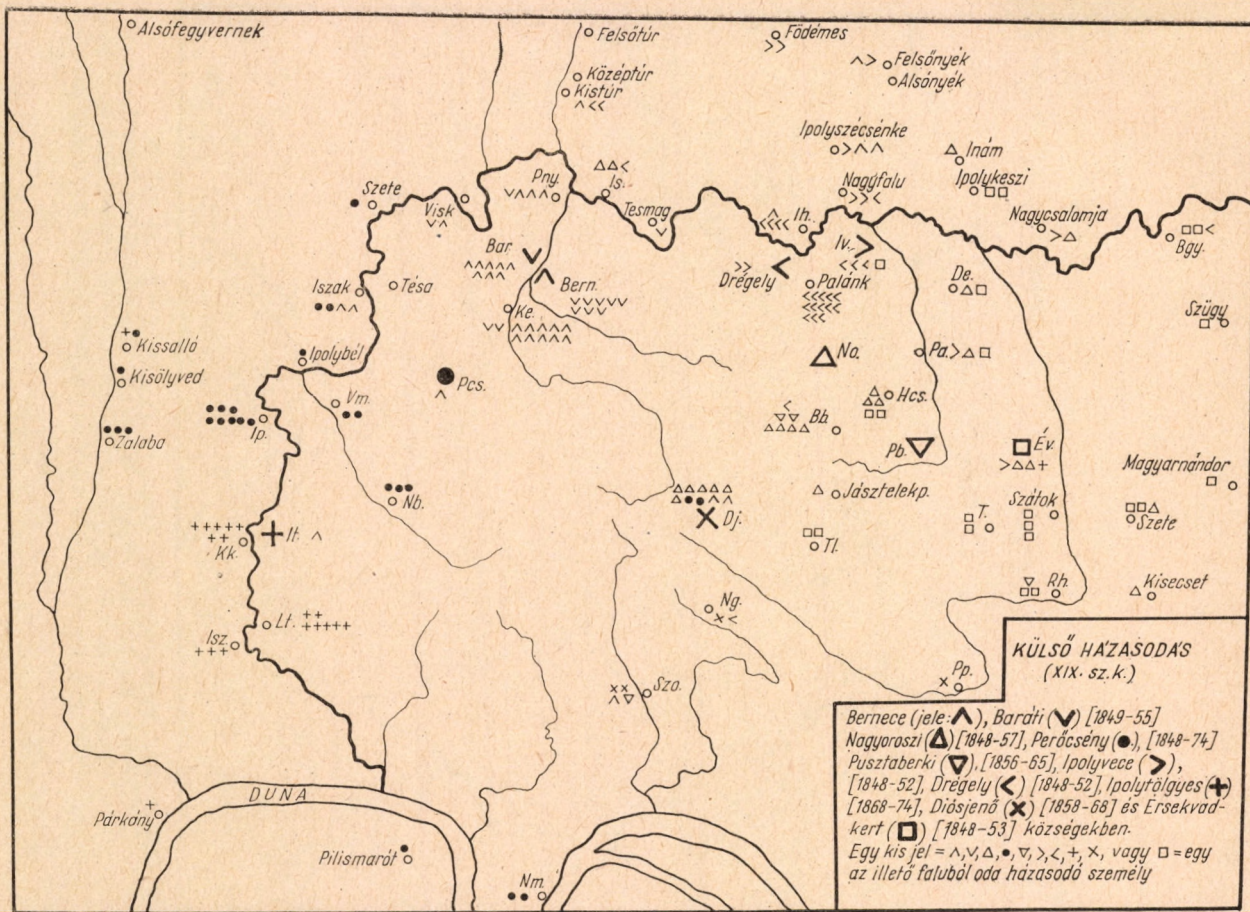 Alsófegyvernek
Felsőtúr
Födémes
Felsőnyék
Középtúr
Alsónyék
Kistúr
Ipolyszécsénke
Inám
Pny.
Is.
Nagyfalu
Ipolykeszi
Szete
Visk
Tesmag
Ih.
Nagycsalomja
Bgy.
Bar.
Iv.
Drégely
Palánk
De.
Iszak
Tésa
Bern.
Ke.
Szügy
Kissalló
Ipolybél
No.
Pa.
Kisölyved
Pcs.
Vm.
Hcs.
Zalaba
Ip.
Bb.
Pb.
Év.
Magyarnándor
Nb.
Jásztelekp.
Szátok
Dj.
T.
Szete
Kk.
It.
Tl.
Rh.
Kisecset
Lt.
Ng.
Isz.
Szo.
Pp.
DUNA
Párkány
Pilismarót
Nm.
KÜLSŐ HÁZASODÁS
(XIX. sz. k.)
Bernece (jele: ʌ), Baráti (v) [1849-55]
Nagyoroszi (△) [1848-57], Perőcsény (●), [1848-74]
Pusztaberki (▽), [1856-65], Ipolyvece (>),
[1848-52], Drégely (<) [1848-52], Ipolytölgyes (+)
[1868-74], Diósjenő (×) [1858-68] és Érsekvad-
kert (□) [1848-53] községekben.
Egy kis jel = ʌ, v, △, ●, ▽, >, <, +, ×, vagy □ = egy
az illető faluból oda házasodó személy